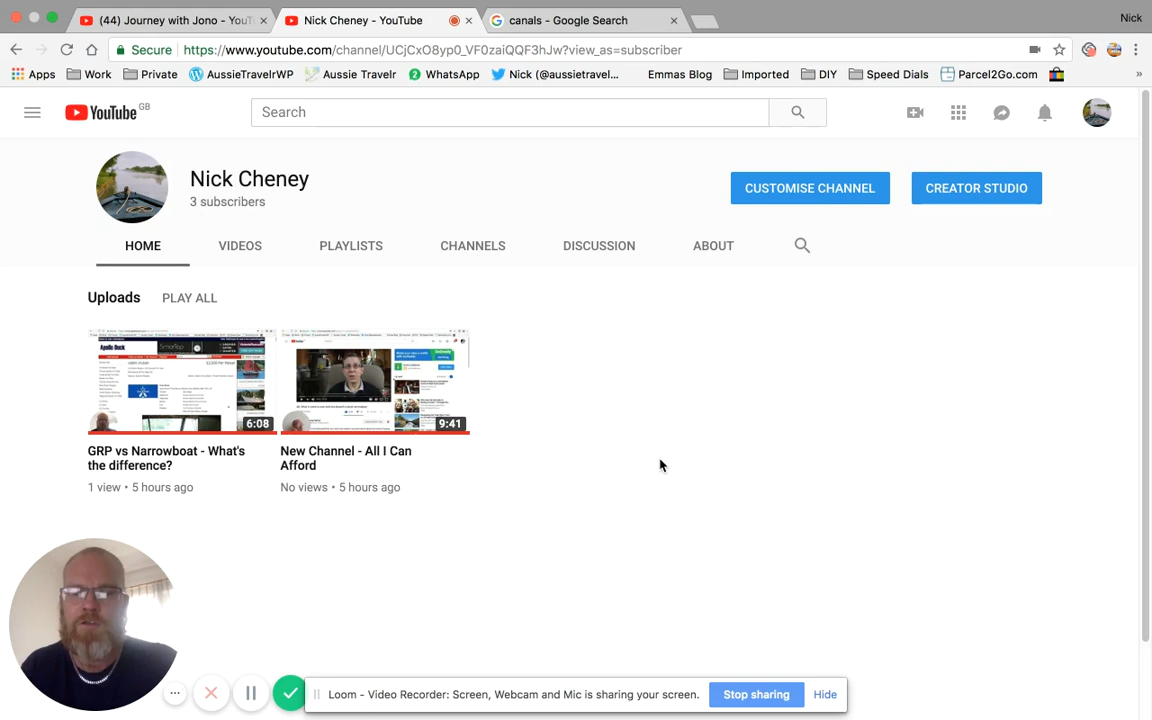 (44) Journey with Jono - YouT
Nick Cheney - YouTube
canals - Google Search
Nick
Secure
https://www.youtube.com/channel/UCjCxO8yp0_VF0zaiQQF3hJw?view_as=subscriber
Apps
Work
Private
AussieTravelrWP
Aussie Travelr
WhatsApp
Nick (@aussietravel...
Emmas Blog
Imported
DIY
Speed Dials
Parcel2Go.com
»
YouTube GB
Search
Nick Cheney
3 subscribers
CUSTOMISE CHANNEL
CREATOR STUDIO
HOME
VIDEOS
PLAYLISTS
CHANNELS
DISCUSSION
ABOUT
Uploads
PLAY ALL
Apollo Duck
6:08
9:41
GRP vs Narrowboat - What's
the difference?
1 view • 5 hours ago
New Channel - All I Can
Afford
No views • 5 hours ago
Loom - Video Recorder: Screen, Webcam and Mic is sharing your screen.
Stop sharing
Hide